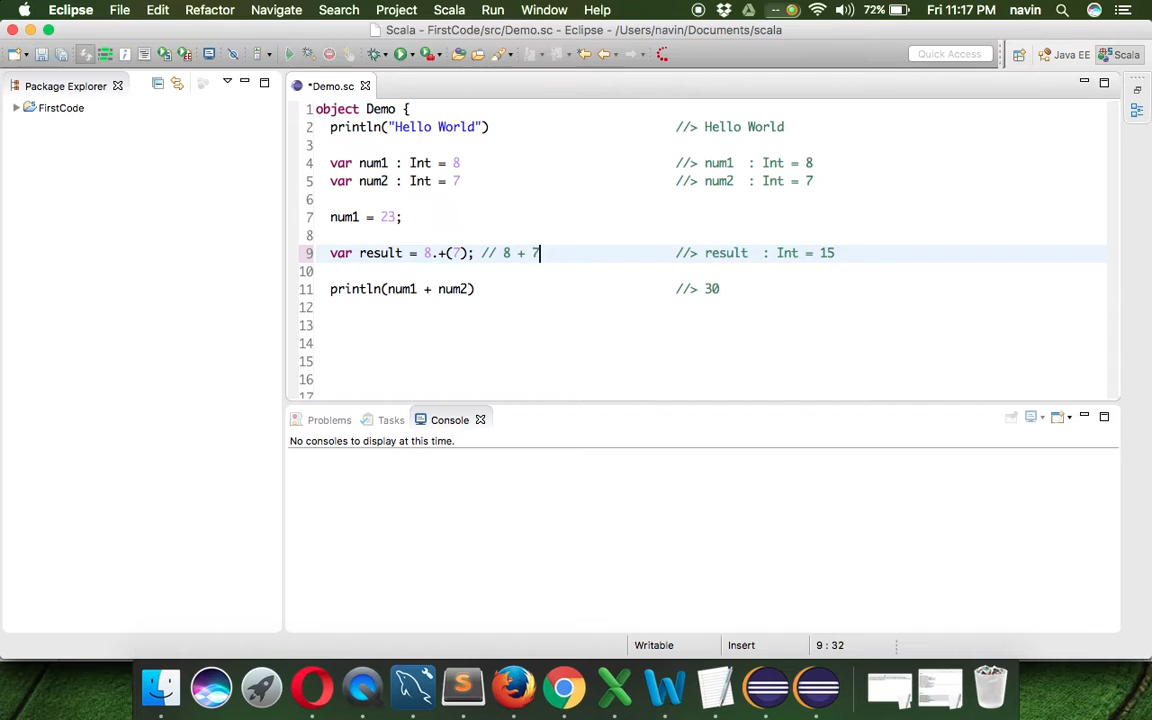 Eclipse File Edit Refactor Navigate Search Project Scala Run Window Help 72% Fri 11:17 PM navin
Scala - FirstCode/src/Demo.sc - Eclipse - /Users/navin/Documents/scala
Quick Access Java EE Scala
Package Explorer
FirstCode
*Demo.sc
1 object Demo {
2 println("Hello World") //> Hello World
3
4 var num1 : Int = 8 //> num1 : Int = 8
5 var num2 : Int = 7 //> num2 : Int = 7
6
7 num1 = 23;
8
9 var result = 8.+(7); // 8 + 7 //> result : Int = 15
10
11 println(num1 + num2) //> 30
12
13
14
15
16
17
Problems Tasks Console
No consoles to display at this time.
Writable Insert 9 : 32